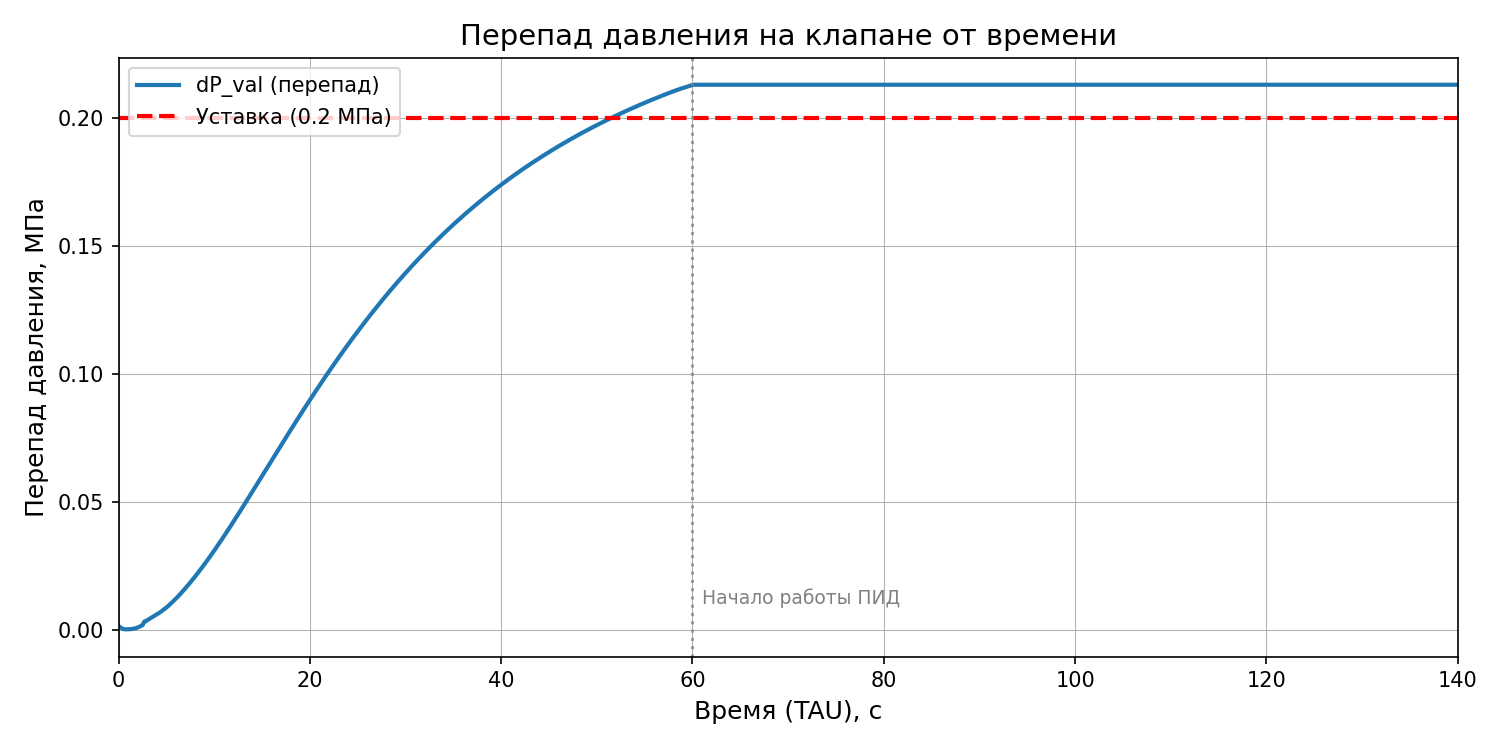 Перепад давления на клапане от времени
dP_val (перепад)
Уставка (0.2 МПа)
Перепад давления, МПа
0.20
0.15
0.10
0.05
0.00
Начало работы ПИД
0 20 40 60 80 100 120 140
Время (TAU), с